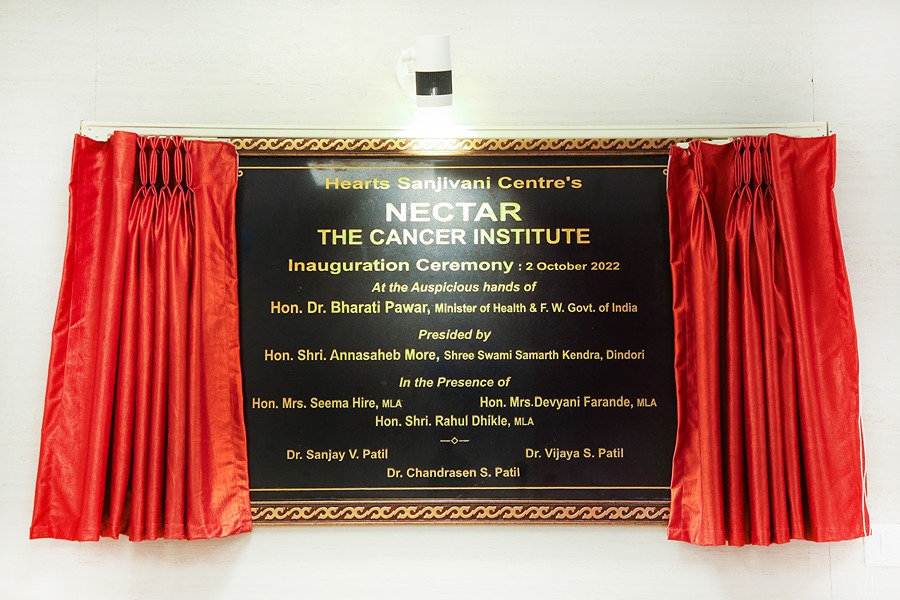 Hearts Sanjivani Centre's
NECTAR
THE CANCER INSTITUTE
Inauguration Ceremony : 2 October 2022
At the Auspicious hands of
Hon. Dr. Bharati Pawar, Minister of Health & F. W. Govt. of India
Presided by
Hon. Shri. Annasaheb More, Shree Swami Samarth Kendra, Dindori
In the Presence of
Hon. Mrs. Seema Hire, MLA Hon. Mrs.Devyani Farande, MLA
Hon. Shri. Rahul Dhikle, MLA
Dr. Sanjay V. Patil Dr. Vijaya S. Patil
Dr. Chandrasen S. Patil